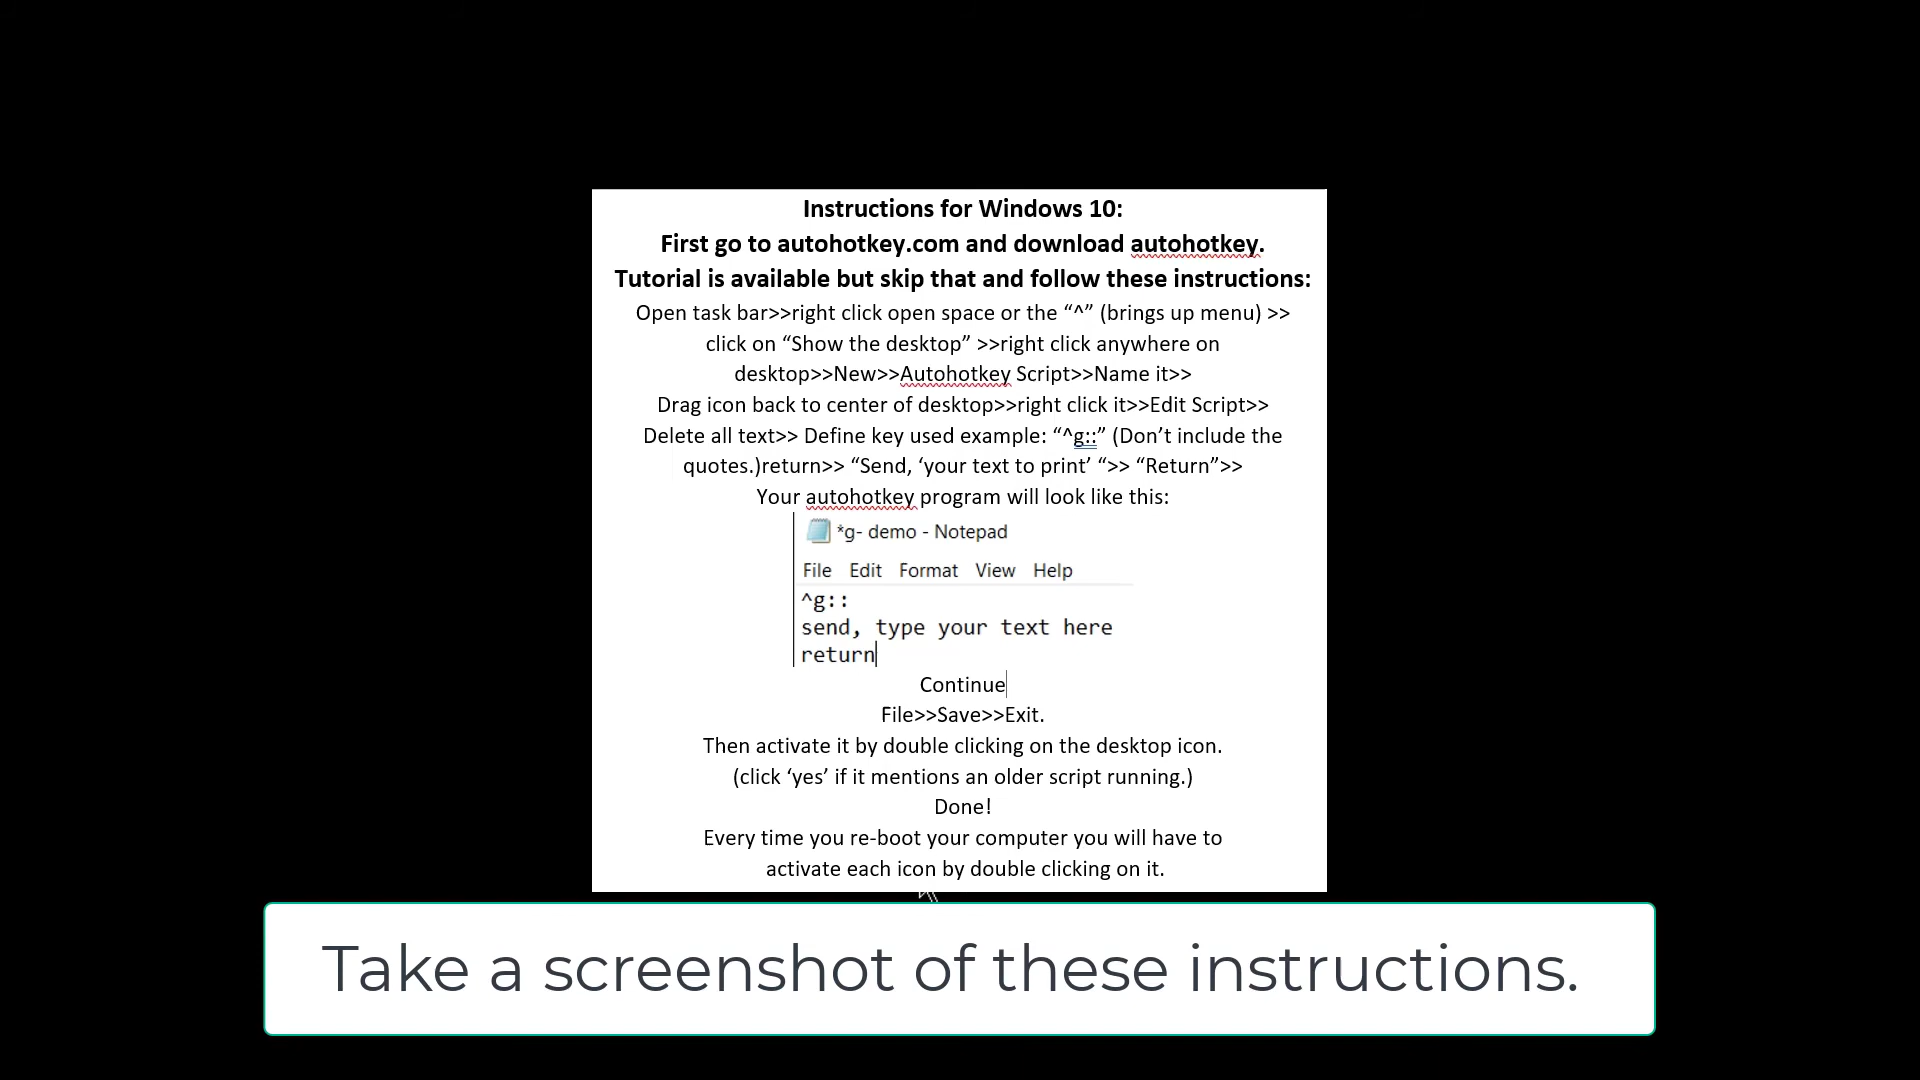 Instructions for Windows 10:
First go to autohotkey.com and download autohotkey.
Tutorial is available but skip that and follow these instructions:
Open task bar>>right click open space or the “^” (brings up menu) >>
click on “Show the desktop” >>right click anywhere on
desktop>>New>>Autohotkey Script>>Name it>>
Drag icon back to center of desktop>>right click it>>Edit Script>>
Delete all text>> Define key used example: “^g::” (Don’t include the
quotes.)return>> “Send, ‘your text to print’ “>> “Return”>>
Your autohotkey program will look like this:
*g- demo - Notepad
File Edit Format View Help
^g::
send, type your text here
return
Continue
File>>Save>>Exit.
Then activate it by double clicking on the desktop icon.
(click ‘yes’ if it mentions an older script running.)
Done!
Every time you re-boot your computer you will have to
activate each icon by double clicking on it.
Take a screenshot of these instructions.